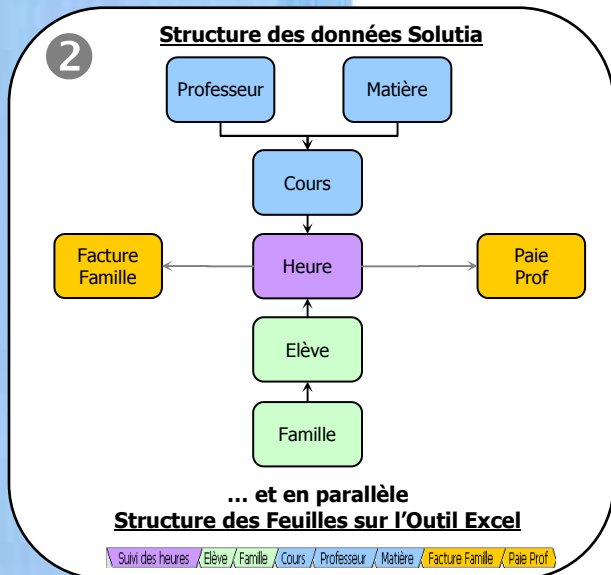 2
Structure des données Solutia
Professeur
Matière
Cours
Facture
Famille
Heure
Paie
Prof
Elève
Famille
... et en parallèle
Structure des Feuilles sur l'Outil Excel
Suivi des heures / Elève / Famille / Cours / Professeur / Matière / Facture Famille / Paie Prof